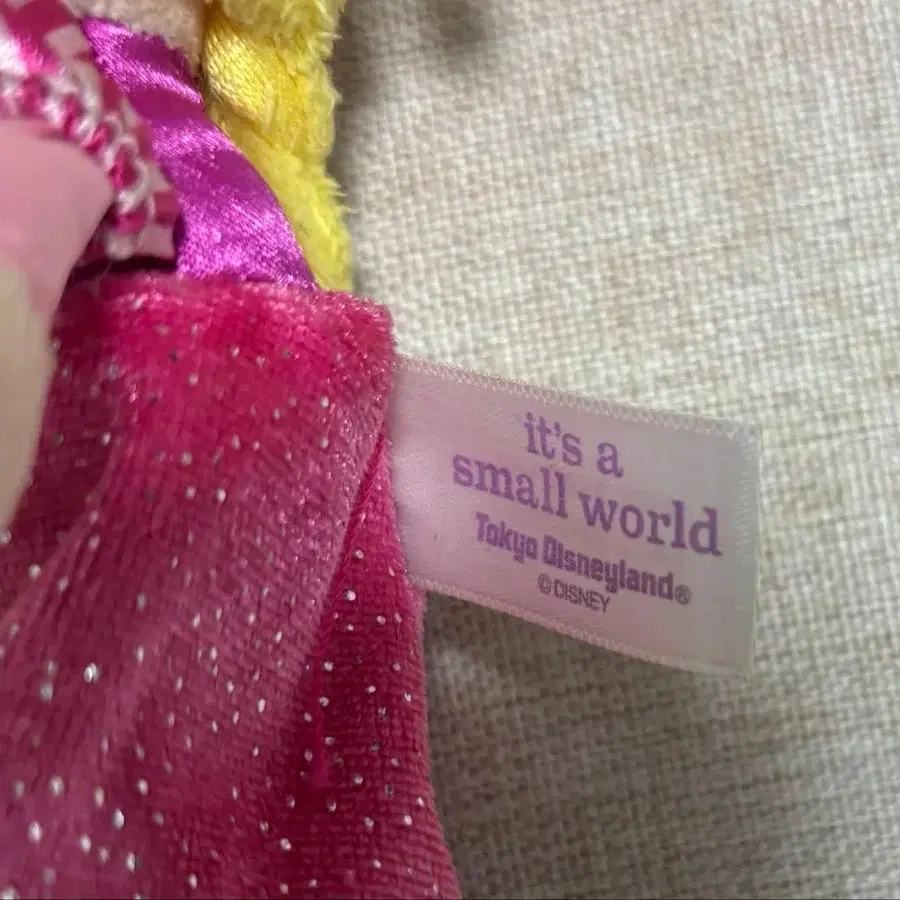 it's a
small world
Tokyo Disneyland®
© DISNEY